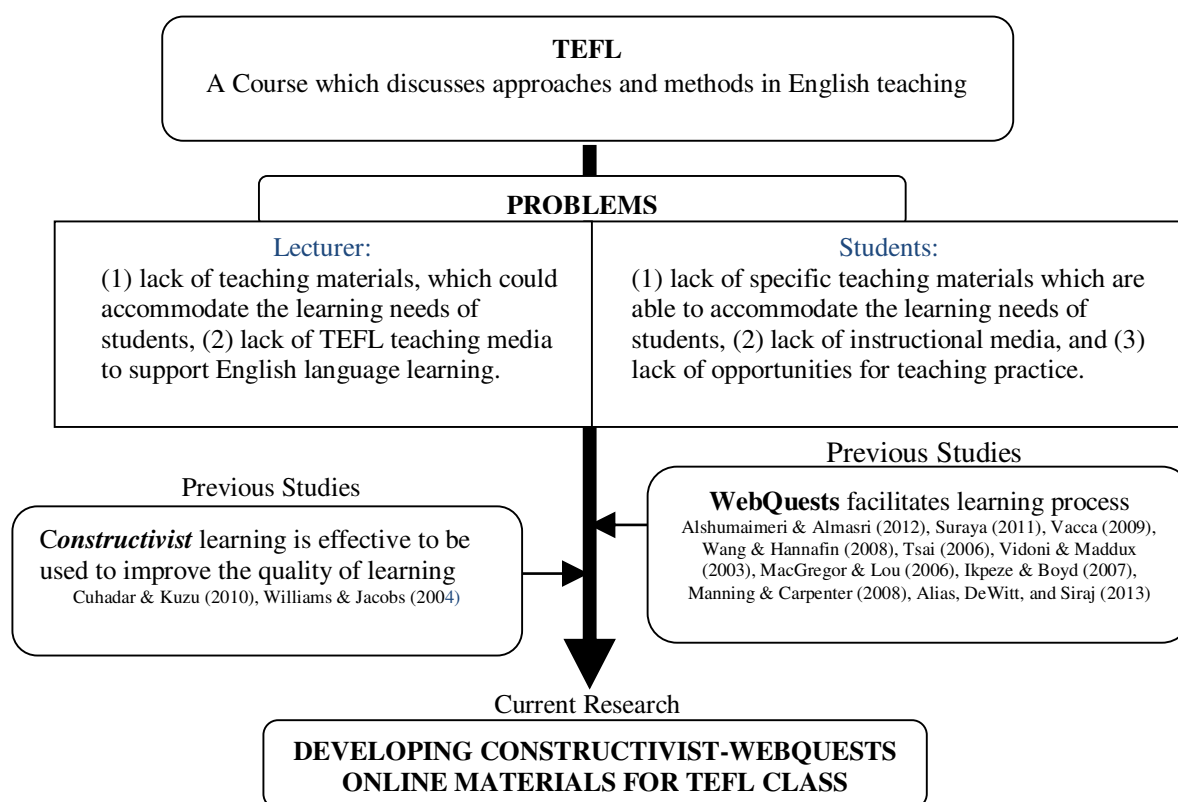 TEFL
A Course which discusses approaches and methods in English teaching
PROBLEMS
Lecturer:
(1) lack of teaching materials, which could
accommodate the learning needs of
students, (2) lack of TEFL teaching media
to support English language learning.
Students:
(1) lack of specific teaching materials which are
able to accommodate the learning needs of
students, (2) lack of instructional media, and (3)
lack of opportunities for teaching practice.
Previous Studies
Constructivist learning is effective to be
used to improve the quality of learning
Cuhadar & Kuzu (2010), Williams & Jacobs (2004)
Previous Studies
WebQuests facilitates learning process
Alshumaimeri & Almasri (2012), Suraya (2011), Vacca (2009),
Wang & Hannafin (2008), Tsai (2006), Vidoni & Maddux
(2003), MacGregor & Lou (2006), Ikpeze & Boyd (2007),
Manning & Carpenter (2008), Alias, DeWitt, and Siraj (2013)
Current Research
DEVELOPING CONSTRUCTIVIST-WEBQUESTS
ONLINE MATERIALS FOR TEFL CLASS